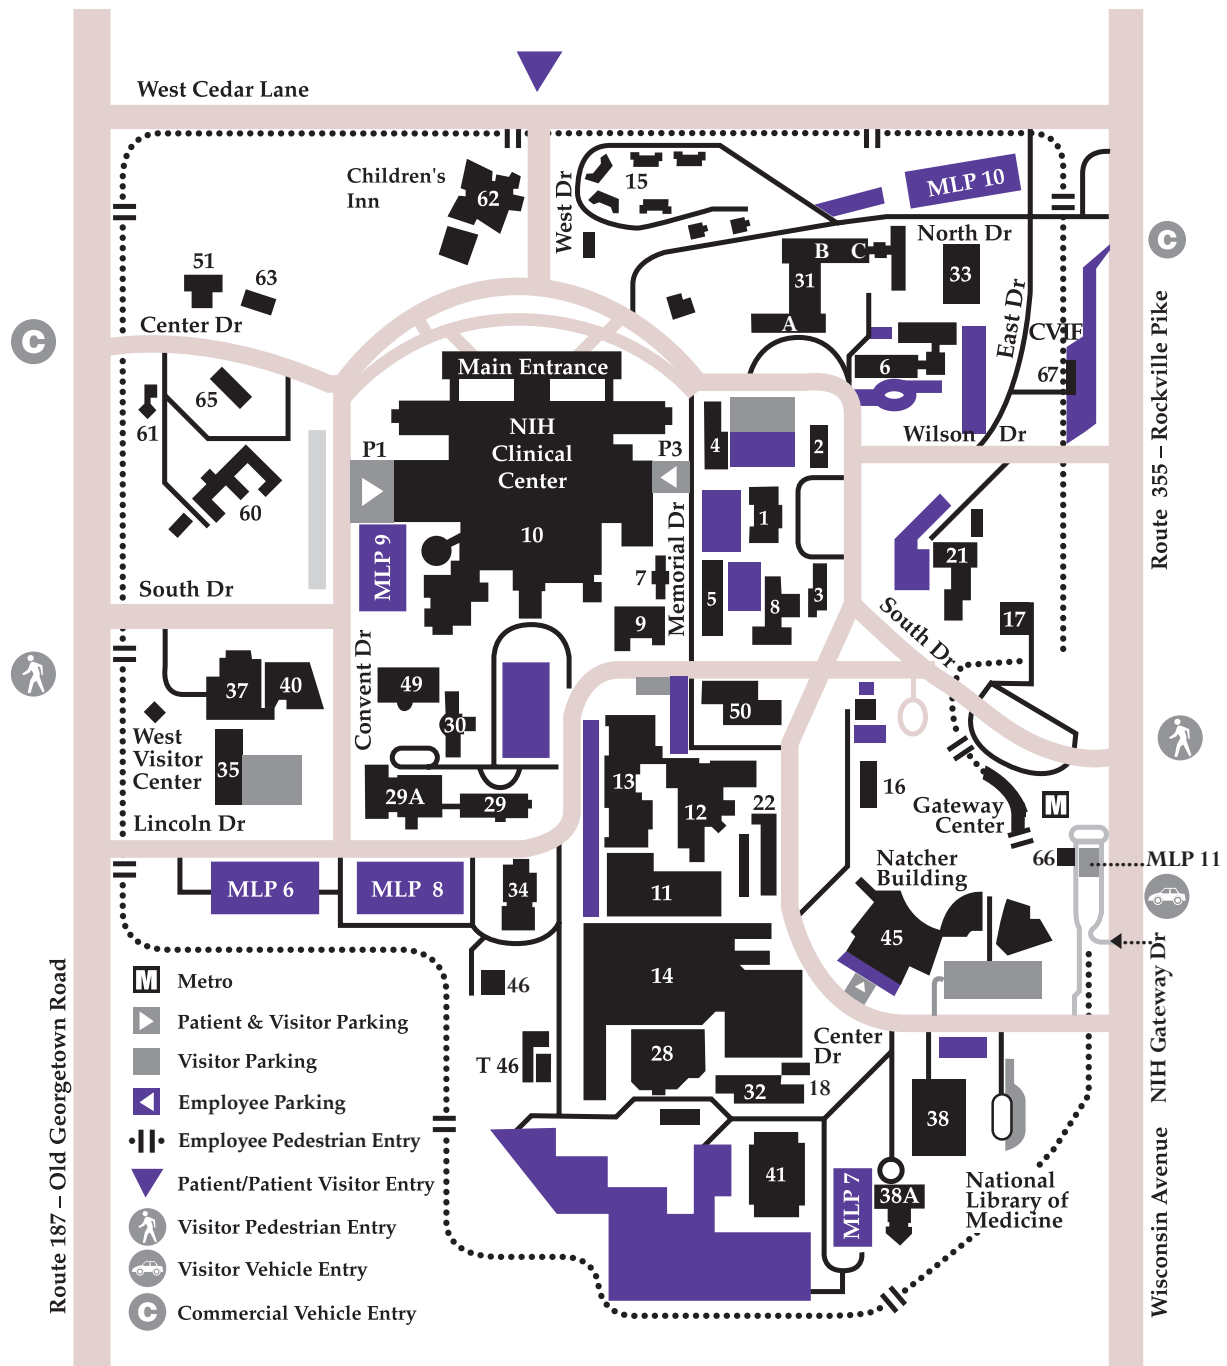 West Cedar Lane
Children's
Inn
62
West Dr
15
MLP 10
North Dr
B
C
31
A
33
East Dr
CVIF
67
6
Wilson Dr
C
C
51
63
Center Dr
65
61
60
Main Entrance
NIH
Clinical
Center
10
P1
P3
MLP 9
4
2
1
Memorial Dr
7
9
5
8
3
21
17
South Dr
South Dr
Route 355 – Rockville Pike
37
40
West
Visitor
Center
35
Lincoln Dr
Convent Dr
49
30
29A
29
50
13
12
22
16
Gateway
Center
M
66
MLP 11
Natcher
Building
45
MLP 6
MLP 8
34
11
14
46
T 46
28
32
18
Center
Dr
38
41
MLP 7
38A
National
Library of
Medicine
NIH Gateway Dr
Wisconsin Avenue
Route 187 – Old Georgetown Road
M Metro
Patient & Visitor Parking
Visitor Parking
Employee Parking
Employee Pedestrian Entry
Patient/Patient Visitor Entry
Visitor Pedestrian Entry
Visitor Vehicle Entry
C Commercial Vehicle Entry